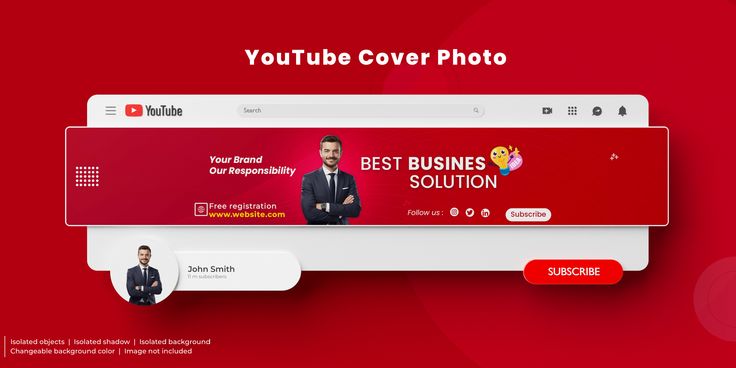 YouTube Cover Photo
YouTube
Search
Your Brand
Our Responsibility
BEST BUSINES
SOLUTION
Free registration
www.website.com
Follow us :
Subscribe
John Smith
11 m subscribers
SUBSCRIBE
Isolated objects | Isolated shadow | Isolated background
Changeable background color | Image not included